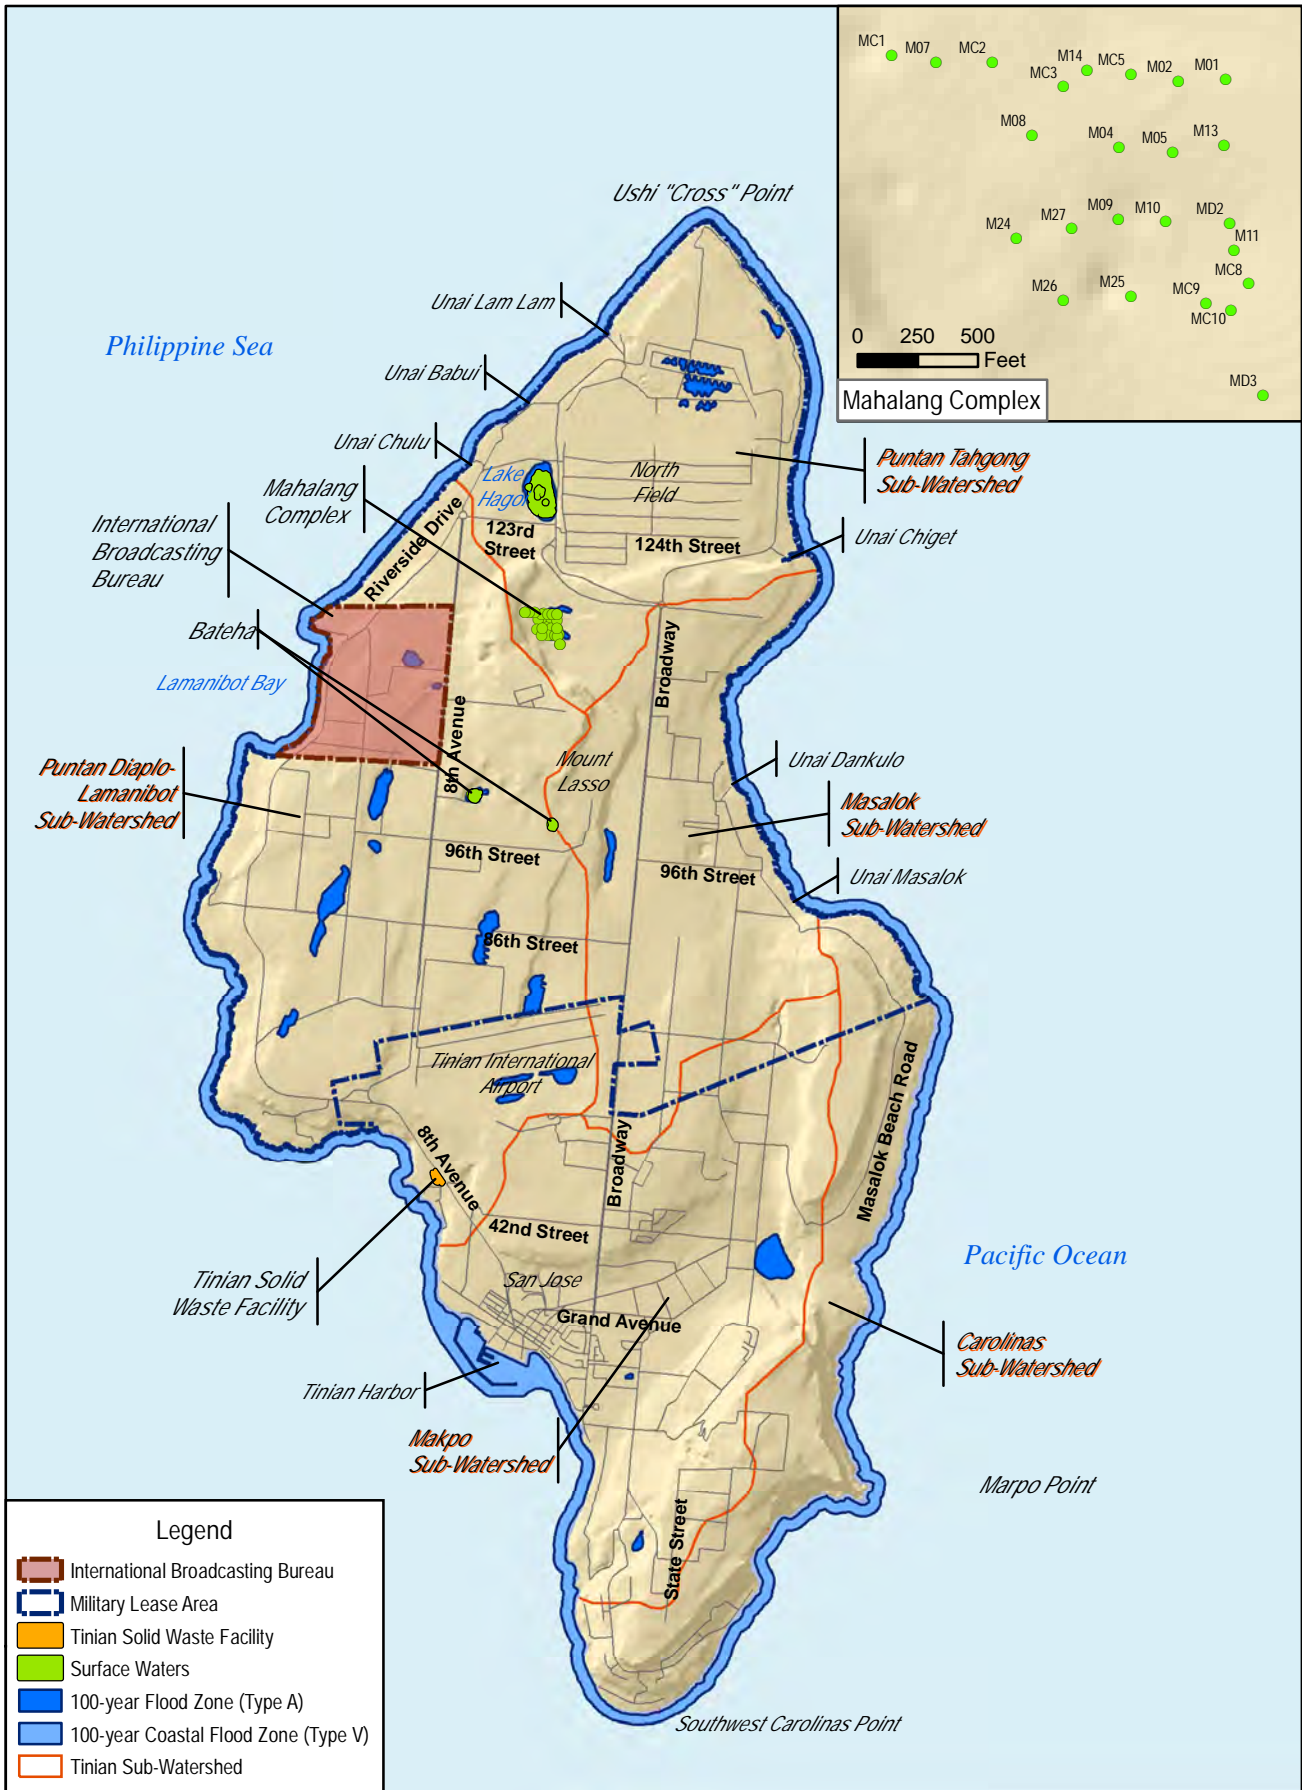 MC1
M07
MC2
MC3
M14
MC5
M02
M01
M08
M04
M05
M13
M24
M27
M09
M10
MD2
M11
MC8
M26
M25
MC9
MC10
MD3
0 250 500
Feet
Mahalang Complex
Ushi "Cross" Point
Unai Lam Lam
Philippine Sea
Unai Babui
Unai Chulu
Lake
Hagoi
North
Field
Puntan Tahgong
Sub-Watershed
Mahalang
Complex
International
Broadcasting
Bureau
Riverside Drive
123rd
Street
124th Street
Unai Chiget
Bateha
Lamanibot Bay
Broadway
8th Avenue
Mount
Lasso
Unai Dankulo
Puntan Diaplo-
Lamanibot
Sub-Watershed
Masalok
Sub-Watershed
96th Street
96th Street
Unai Masalok
86th Street
Tinian International
Airport
Masalok Beach Road
8th Avenue
Broadway
42nd Street
Pacific Ocean
Tinian Solid
Waste Facility
San Jose
Grand Avenue
Carolinas
Sub-Watershed
Tinian Harbor
Makpo
Sub-Watershed
Marpo Point
State Street
Southwest Carolinas Point
Legend
International Broadcasting Bureau
Military Lease Area
Tinian Solid Waste Facility
Surface Waters
100-year Flood Zone (Type A)
100-year Coastal Flood Zone (Type V)
Tinian Sub-Watershed